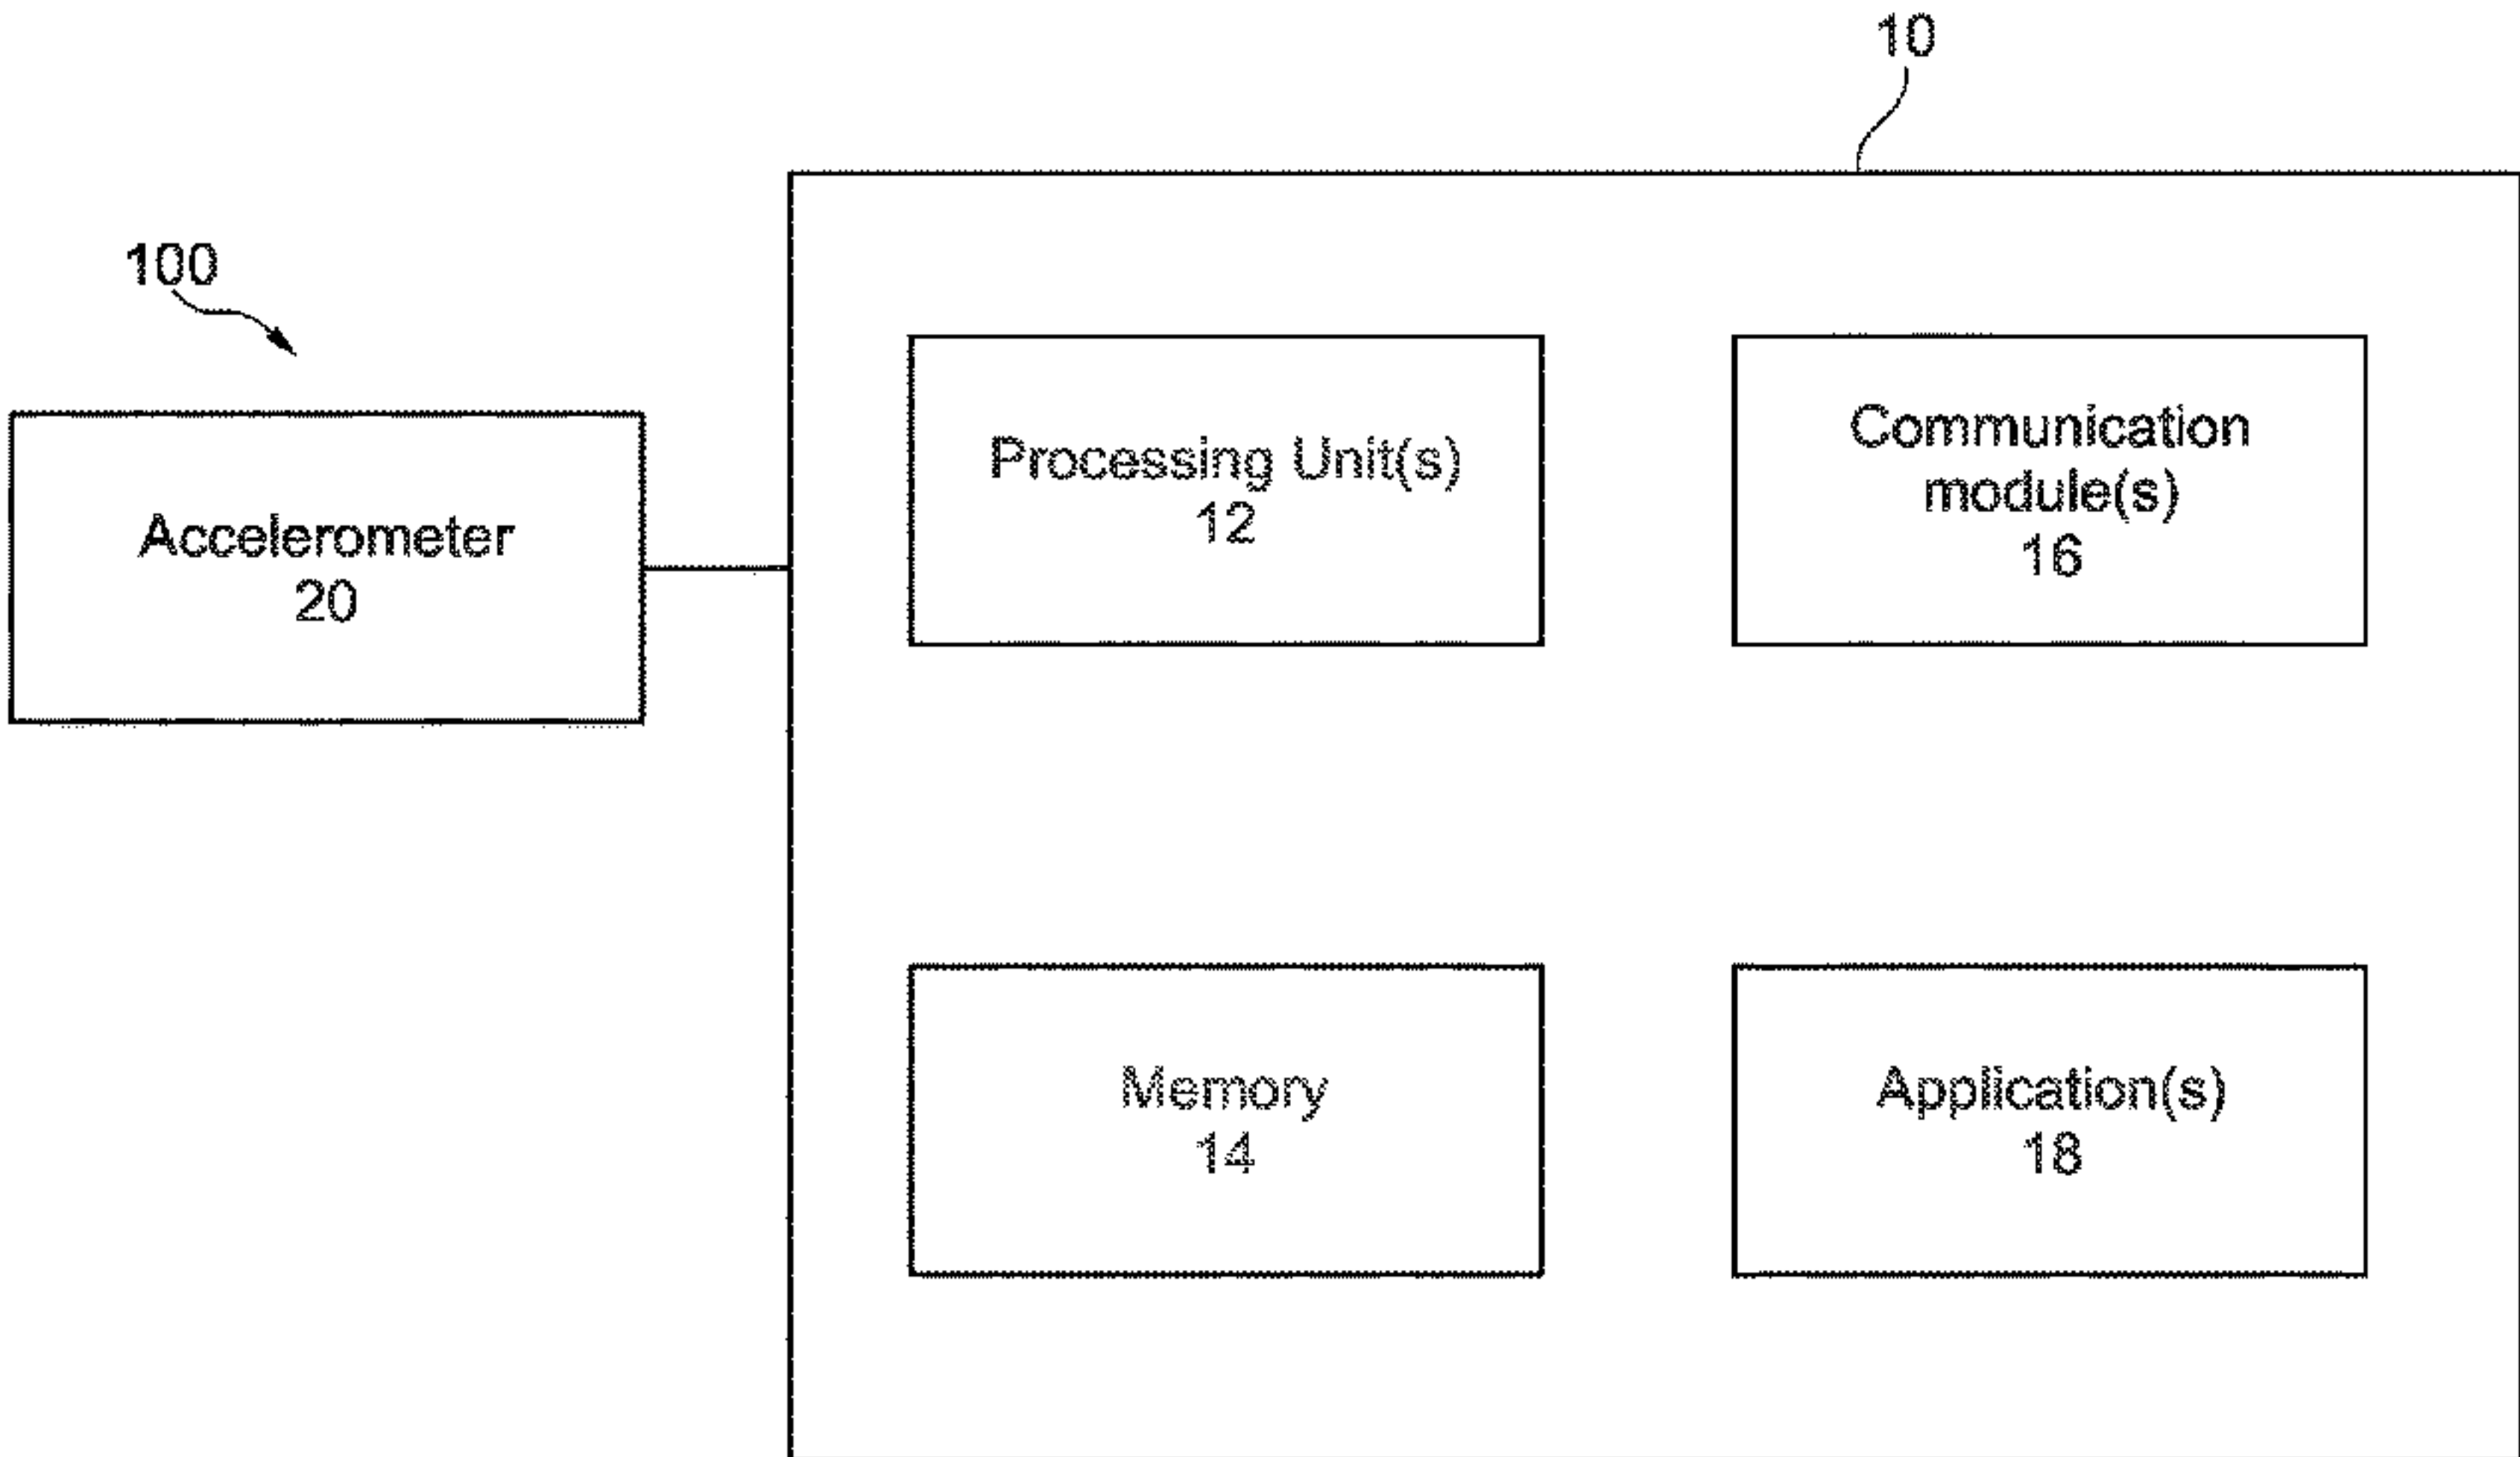 10
100
Processing Unit(s)
12
Communication
module(s)
16
Accelerometer
20
Memory
14
Application(s)
18